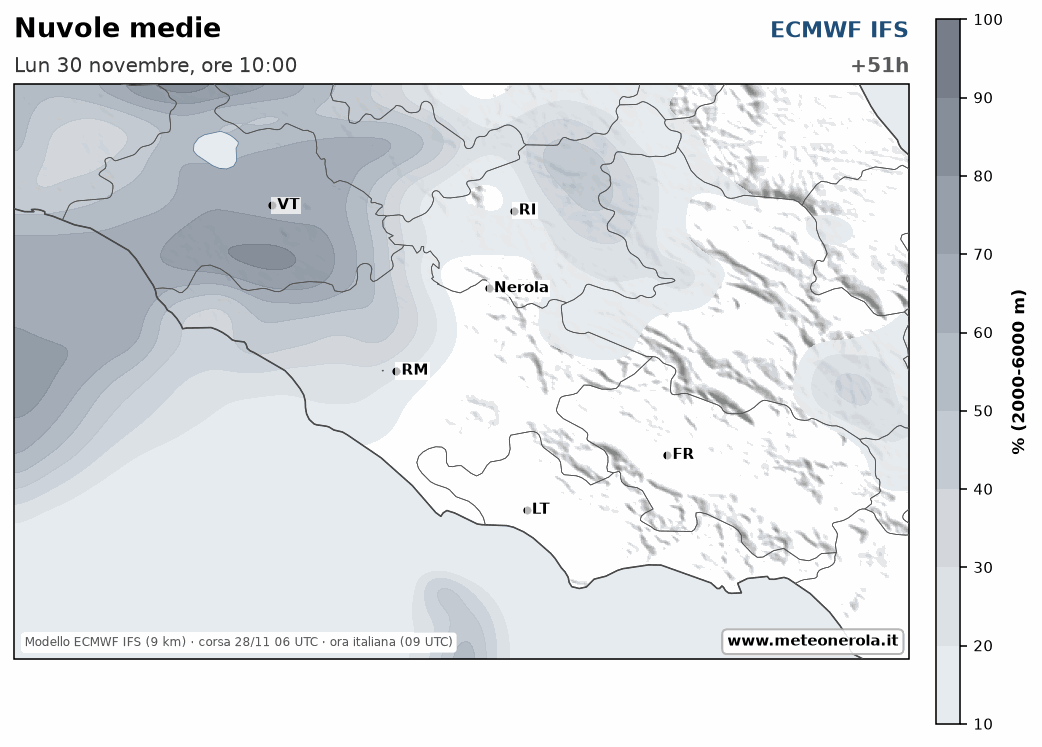 Nuvole medie
ECMWF IFS
Lun 30 novembre, ore 10:00
+51h
VT
RI
Nerola
RM
FR
LT
Modello ECMWF IFS (9 km) · corsa 28/11 06 UTC · ora italiana (09 UTC)
www.meteonerola.it
100
90
80
70
60
50
40
30
20
10
% (2000-6000 m)